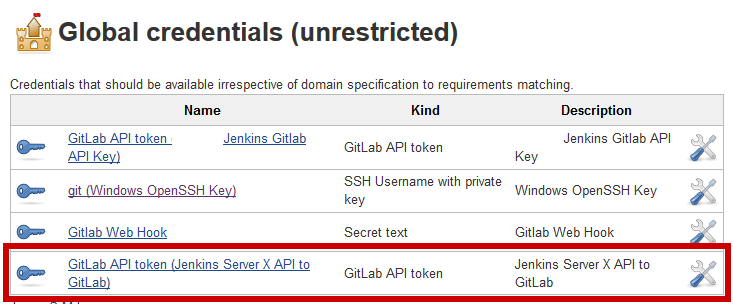 Global credentials (unrestricted)
Credentials that should be available irrespective of domain specification to requirements matching.
Name Kind Description
GitLab API token ( Jenkins Gitlab
API Key)
GitLab API token
Jenkins Gitlab API
Key
git (Windows OpenSSH Key)
SSH Username with private
key
Windows OpenSSH Key
Gitlab Web Hook
Secret text
Gitlab Web Hook
GitLab API token (Jenkins Server X API to
GitLab)
GitLab API token
Jenkins Server X API to
GitLab